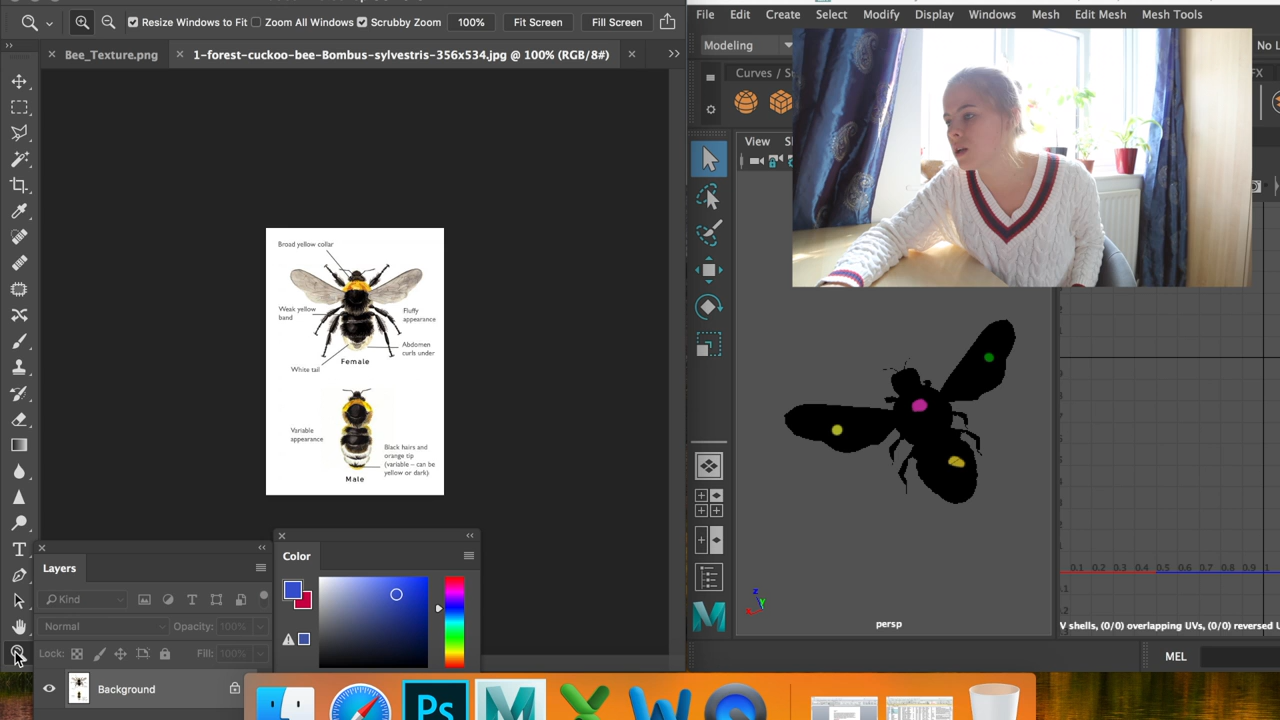 Resize Windows to Fit Zoom All Windows Scrubby Zoom 100% Fit Screen Fill Screen
Bee_Texture.png 1-forest-cuckoo-bee-Bombus-sylvestris-356x534.jpg @ 100% (RGB/8#)
Broad yellow collar
Weak yellow
band
Fluffy
appearance
Abdomen
curls under
White tail
Female
Variable
appearance
Black hairs and
orange tip
(variable – can be
yellow or dark)
Male
Layers
Kind
Normal Opacity: 100%
Lock: Fill: 100%
Background
Color
Ps
File Edit Create Select Modify Display Windows Mesh Edit Mesh Mesh Tools
Modeling No L
Curves / S FX
View S
persp
0.1 0.2 0.3 0.4 0.5 0.6 0.7 0.8 0.9 1
V shells, (0/0) overlapping UVs, (0/0) reversed U
MEL